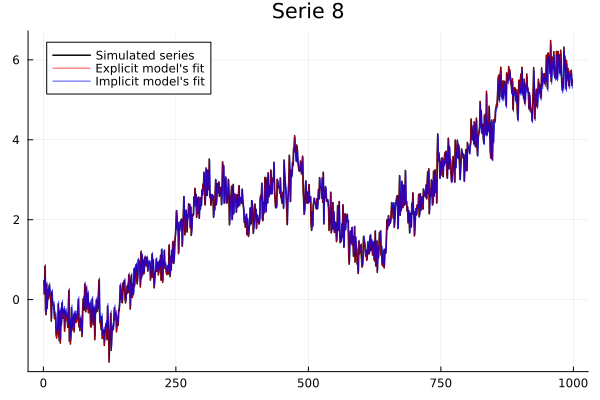 Serie 8
Simulated series
Explicit model's fit
Implicit model's fit
6
4
2
0
0 250 500 750 1000